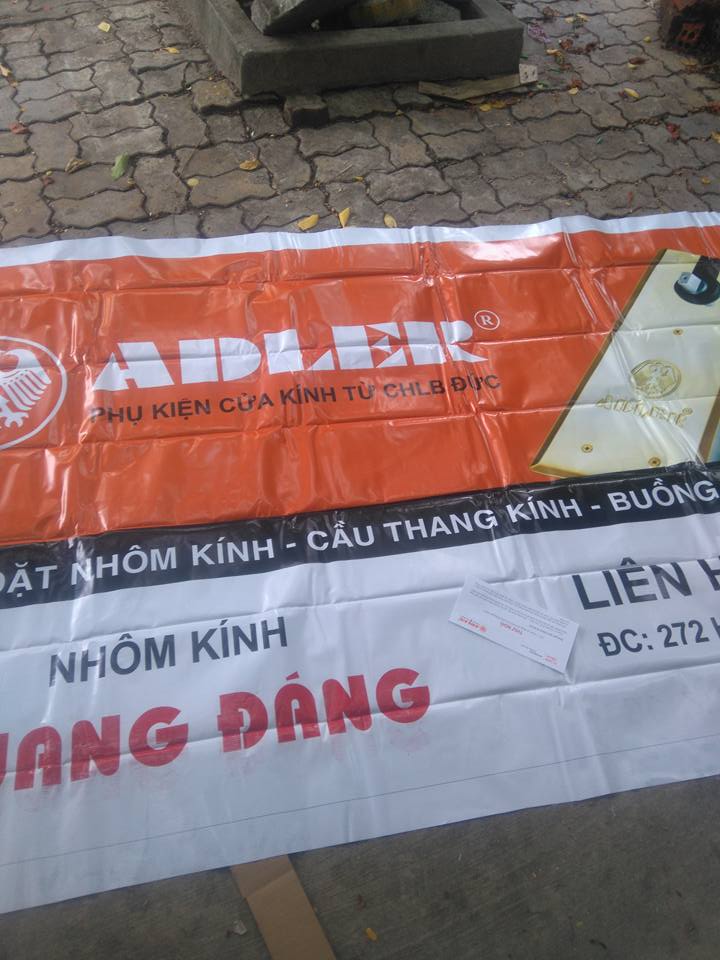 ADLER®
PHỤ KIỆN CỬA KÍNH TỪ CHLB ĐỨC
ĐẶT NHÔM KÍNH - CẦU THANG KÍNH - BUỒNG
NHÔM KÍNH
UANG ĐÁNG
LIÊN H
ĐC: 272